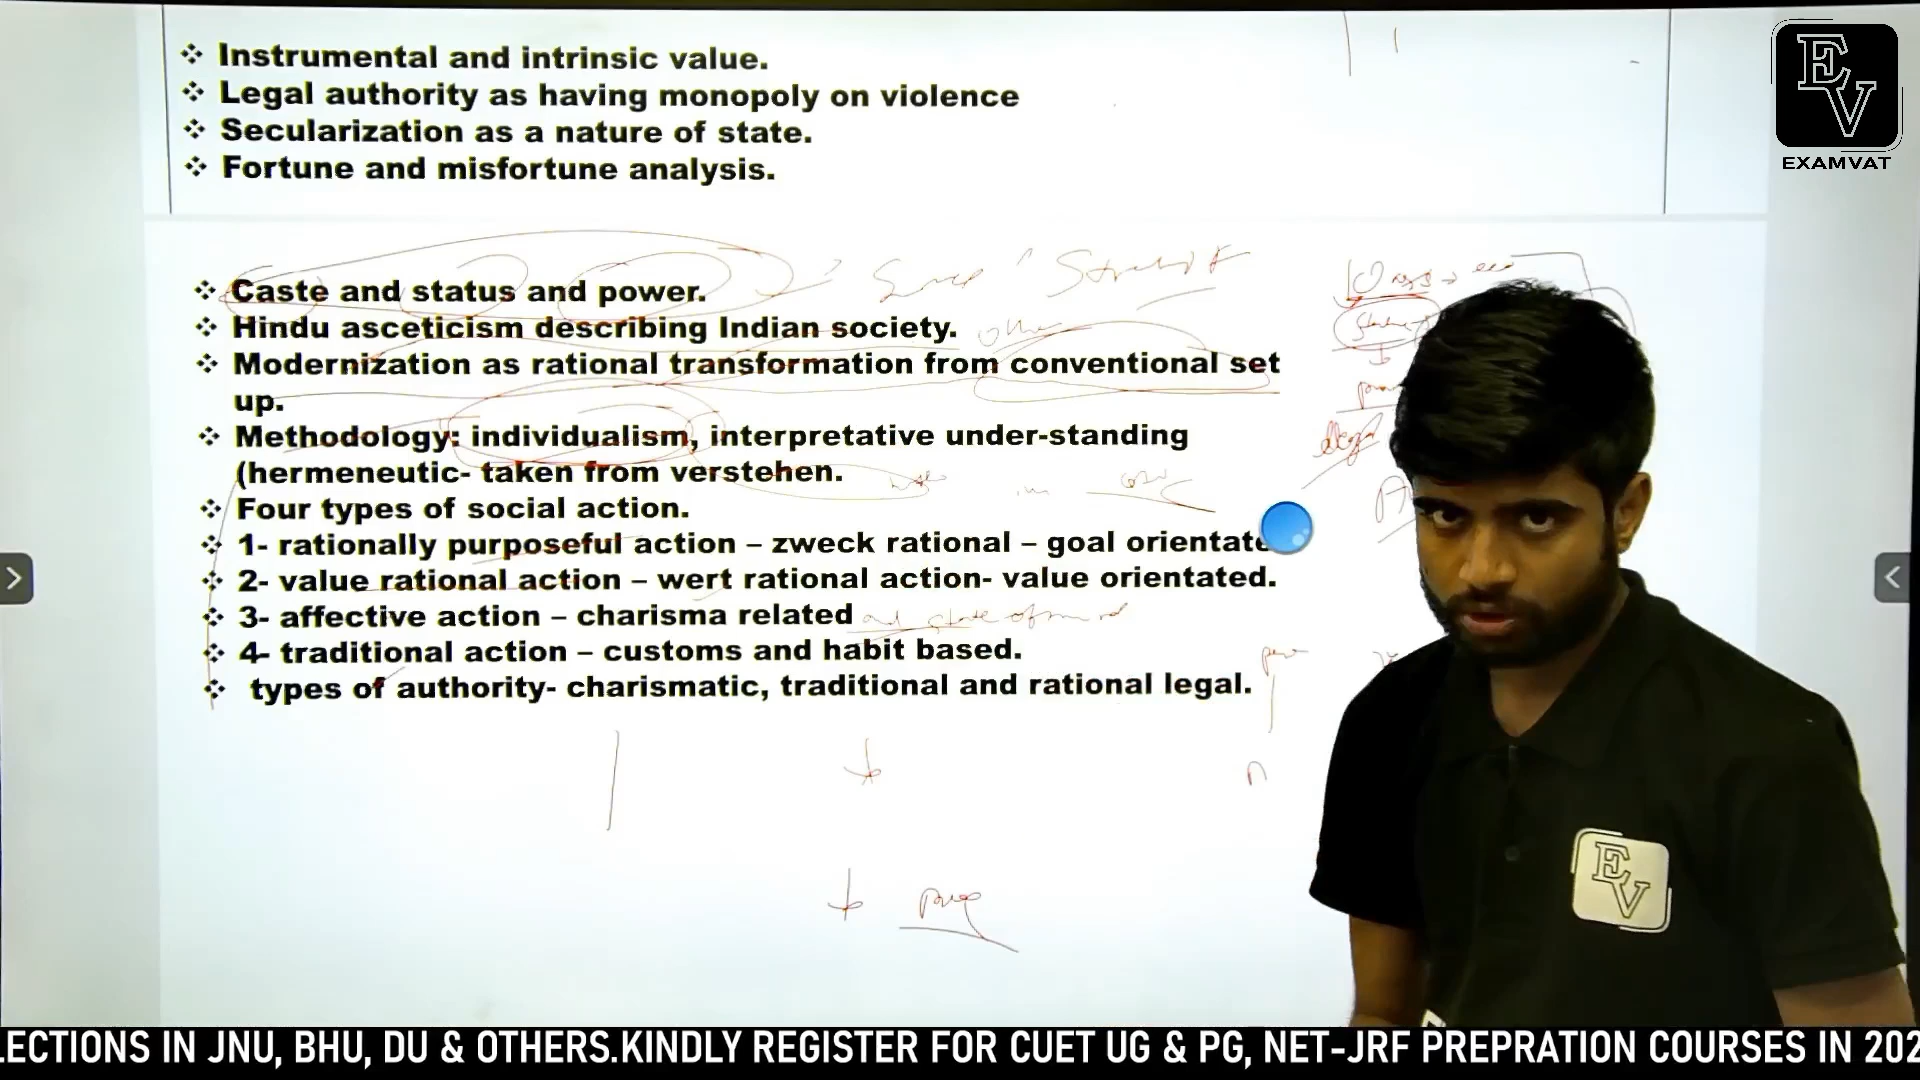 ❖ Instrumental and intrinsic value.
❖ Legal authority as having monopoly on violence
❖ Secularization as a nature of state.
❖ Fortune and misfortune analysis.
EV
EXAMVAT
❖ Caste and status and power.
❖ Hindu asceticism describing Indian society.
❖ Modernization as rational transformation from conventional set
up.
❖ Methodology: individualism, interpretative under-standing
(hermeneutic- taken from verstehen.
❖ Four types of social action.
❖ 1- rationally purposeful action – zweck rational – goal orientate
❖ 2- value rational action – wert rational action- value orientated.
❖ 3- affective action – charisma related
❖ 4- traditional action – customs and habit based.
❖ types of authority- charismatic, traditional and rational legal.
EV
LECTIONS IN JNU, BHU, DU & OTHERS.KINDLY REGISTER FOR CUET UG & PG, NET-JRF PREPRATION COURSES IN 202